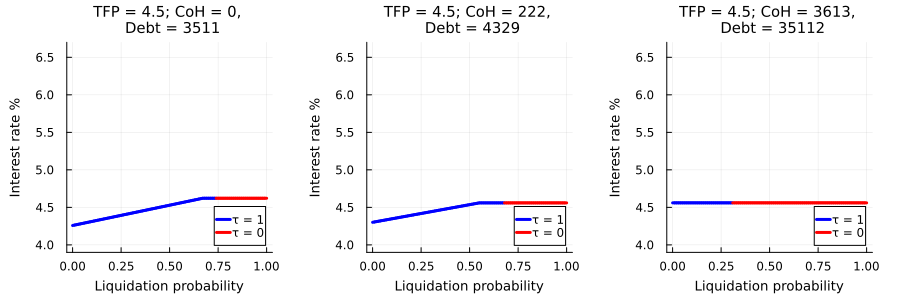 TFP = 4.5; CoH = 0,
Debt = 3511
Interest rate %
6.5
6.0
5.5
5.0
4.5
4.0
τ = 1
τ = 0
0.00 0.25 0.50 0.75 1.00
Liquidation probability
TFP = 4.5; CoH = 222,
Debt = 4329
Interest rate %
6.5
6.0
5.5
5.0
4.5
4.0
τ = 1
τ = 0
0.00 0.25 0.50 0.75 1.00
Liquidation probability
TFP = 4.5; CoH = 3613,
Debt = 35112
Interest rate %
6.5
6.0
5.5
5.0
4.5
4.0
τ = 1
τ = 0
0.00 0.25 0.50 0.75 1.00
Liquidation probability